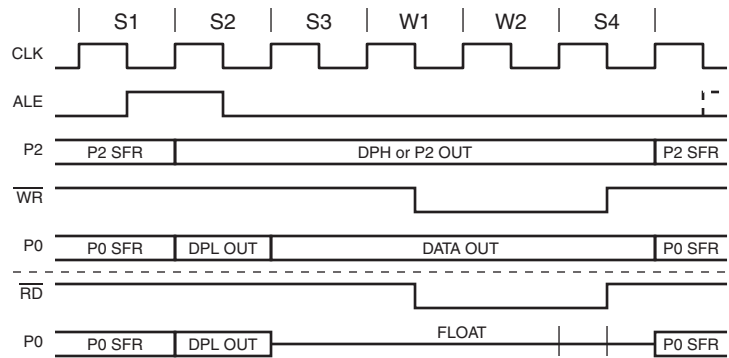 S1 S2 S3 W1 W2 S4
CLK
ALE
P2 P2 SFR DPH or P2 OUT P2 SFR
WR
P0 P0 SFR DPL OUT DATA OUT P0 SFR
RD
P0 P0 SFR DPL OUT FLOAT P0 SFR